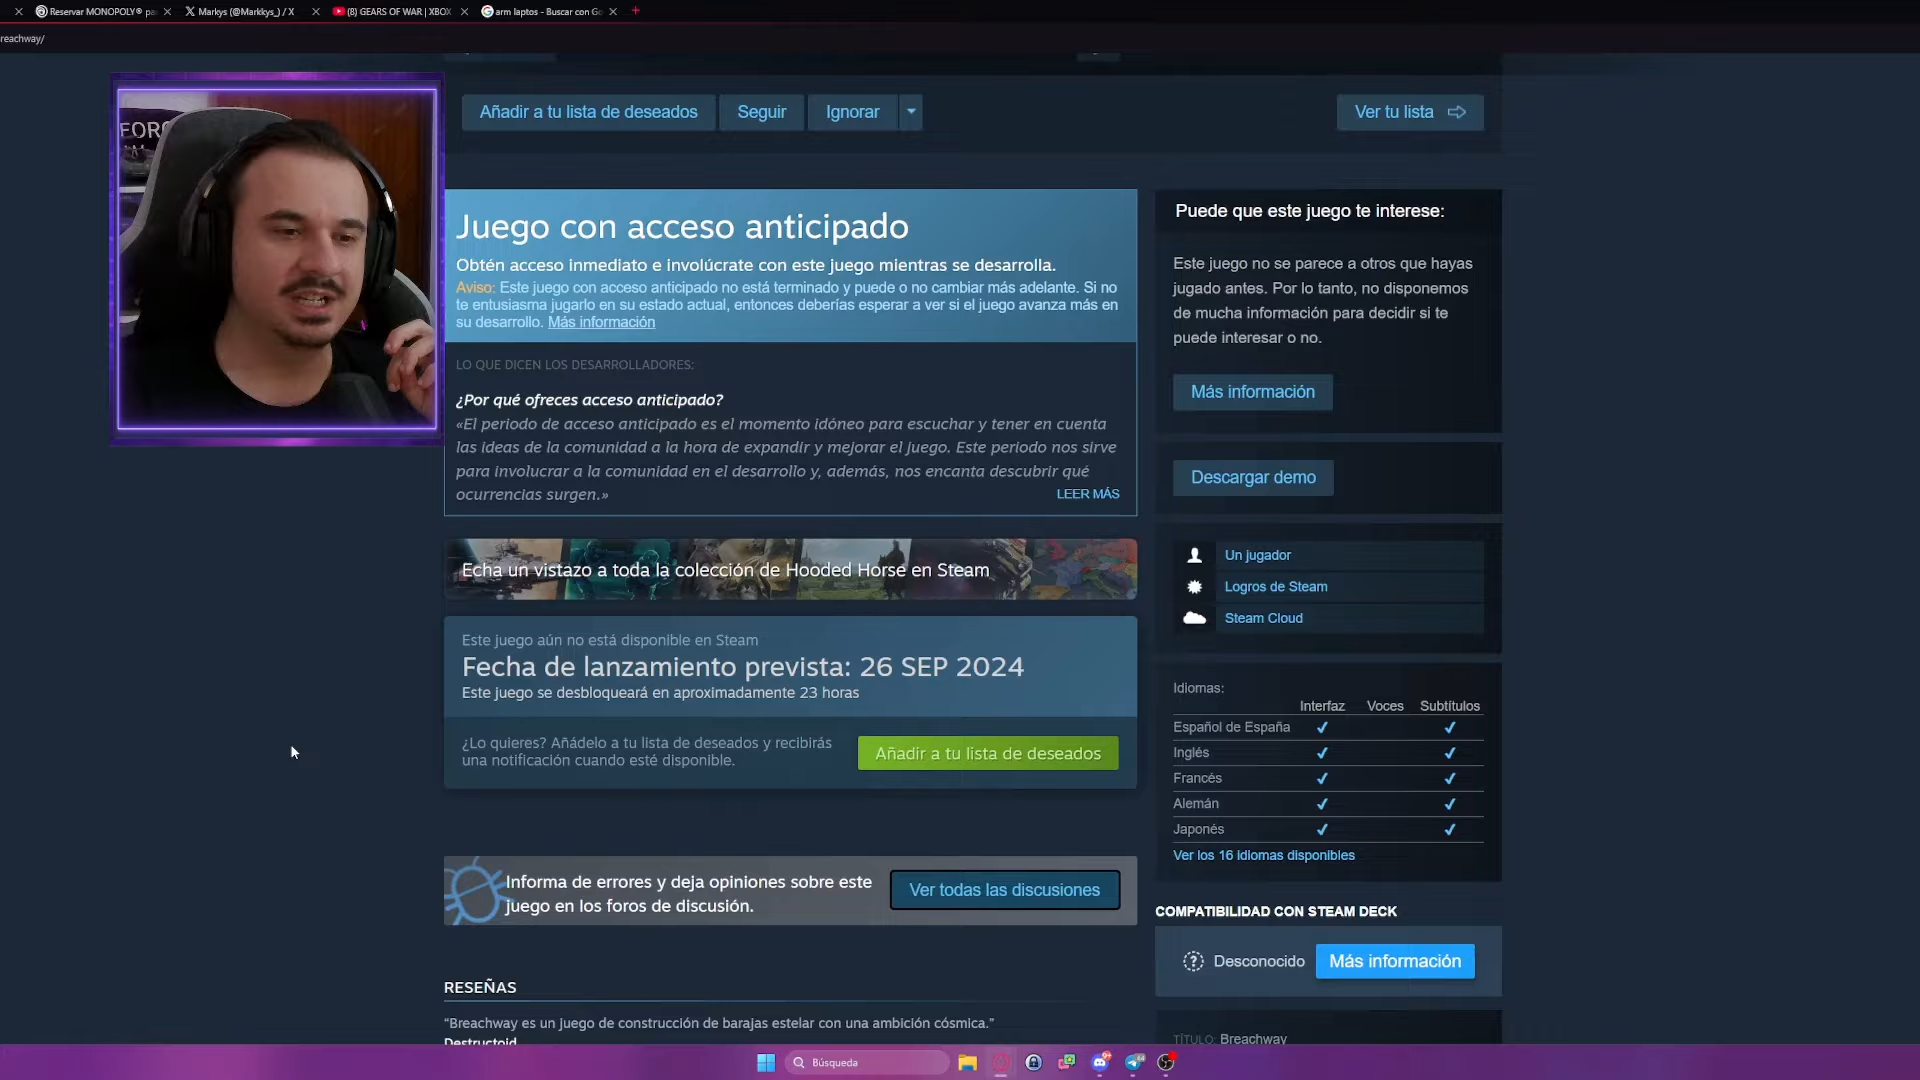 Reservar MONOPOLY® pa
Markys (@Markkys_) / X
(8) GEARS OF WAR | XBOX
arm laptos - Buscar con Go
reachway/
FORC
Añadir a tu lista de deseados
Seguir
Ignorar
Ver tu lista
Juego con acceso anticipado
Obtén acceso inmediato e involúcrate con este juego mientras se desarrolla.
Aviso: Este juego con acceso anticipado no está terminado y puede o no cambiar más adelante. Si no
te entusiasma jugarlo en su estado actual, entonces deberías esperar a ver si el juego avanza más en
su desarrollo. Más información
LO QUE DICEN LOS DESARROLLADORES:
¿Por qué ofreces acceso anticipado?
«El periodo de acceso anticipado es el momento idóneo para escuchar y tener en cuenta
las ideas de la comunidad a la hora de expandir y mejorar el juego. Este periodo nos sirve
para involucrar a la comunidad en el desarrollo y, además, nos encanta descubrir qué
ocurrencias surgen.»
LEER MÁS
Echa un vistazo a toda la colección de Hooded Horse en Steam
Este juego aún no está disponible en Steam
Fecha de lanzamiento prevista: 26 SEP 2024
Este juego se desbloqueará en aproximadamente 23 horas
¿Lo quieres? Añádelo a tu lista de deseados y recibirás
una notificación cuando esté disponible.
Añadir a tu lista de deseados
Informa de errores y deja opiniones sobre este
juego en los foros de discusión.
Ver todas las discusiones
RESEÑAS
“Breachway es un juego de construcción de barajas estelar con una ambición cósmica.”
Destructoid
Puede que este juego te interese:
Este juego no se parece a otros que hayas
jugado antes. Por lo tanto, no disponemos
de mucha información para decidir si te
puede interesar o no.
Más información
Descargar demo
Un jugador
Logros de Steam
Steam Cloud
Idiomas:
Interfaz Voces Subtítulos
Español de España
Inglés
Francés
Alemán
Japonés
Ver los 16 idiomas disponibles
COMPATIBILIDAD CON STEAM DECK
Desconocido
Más información
TÍTULO: Breachway
Búsqueda